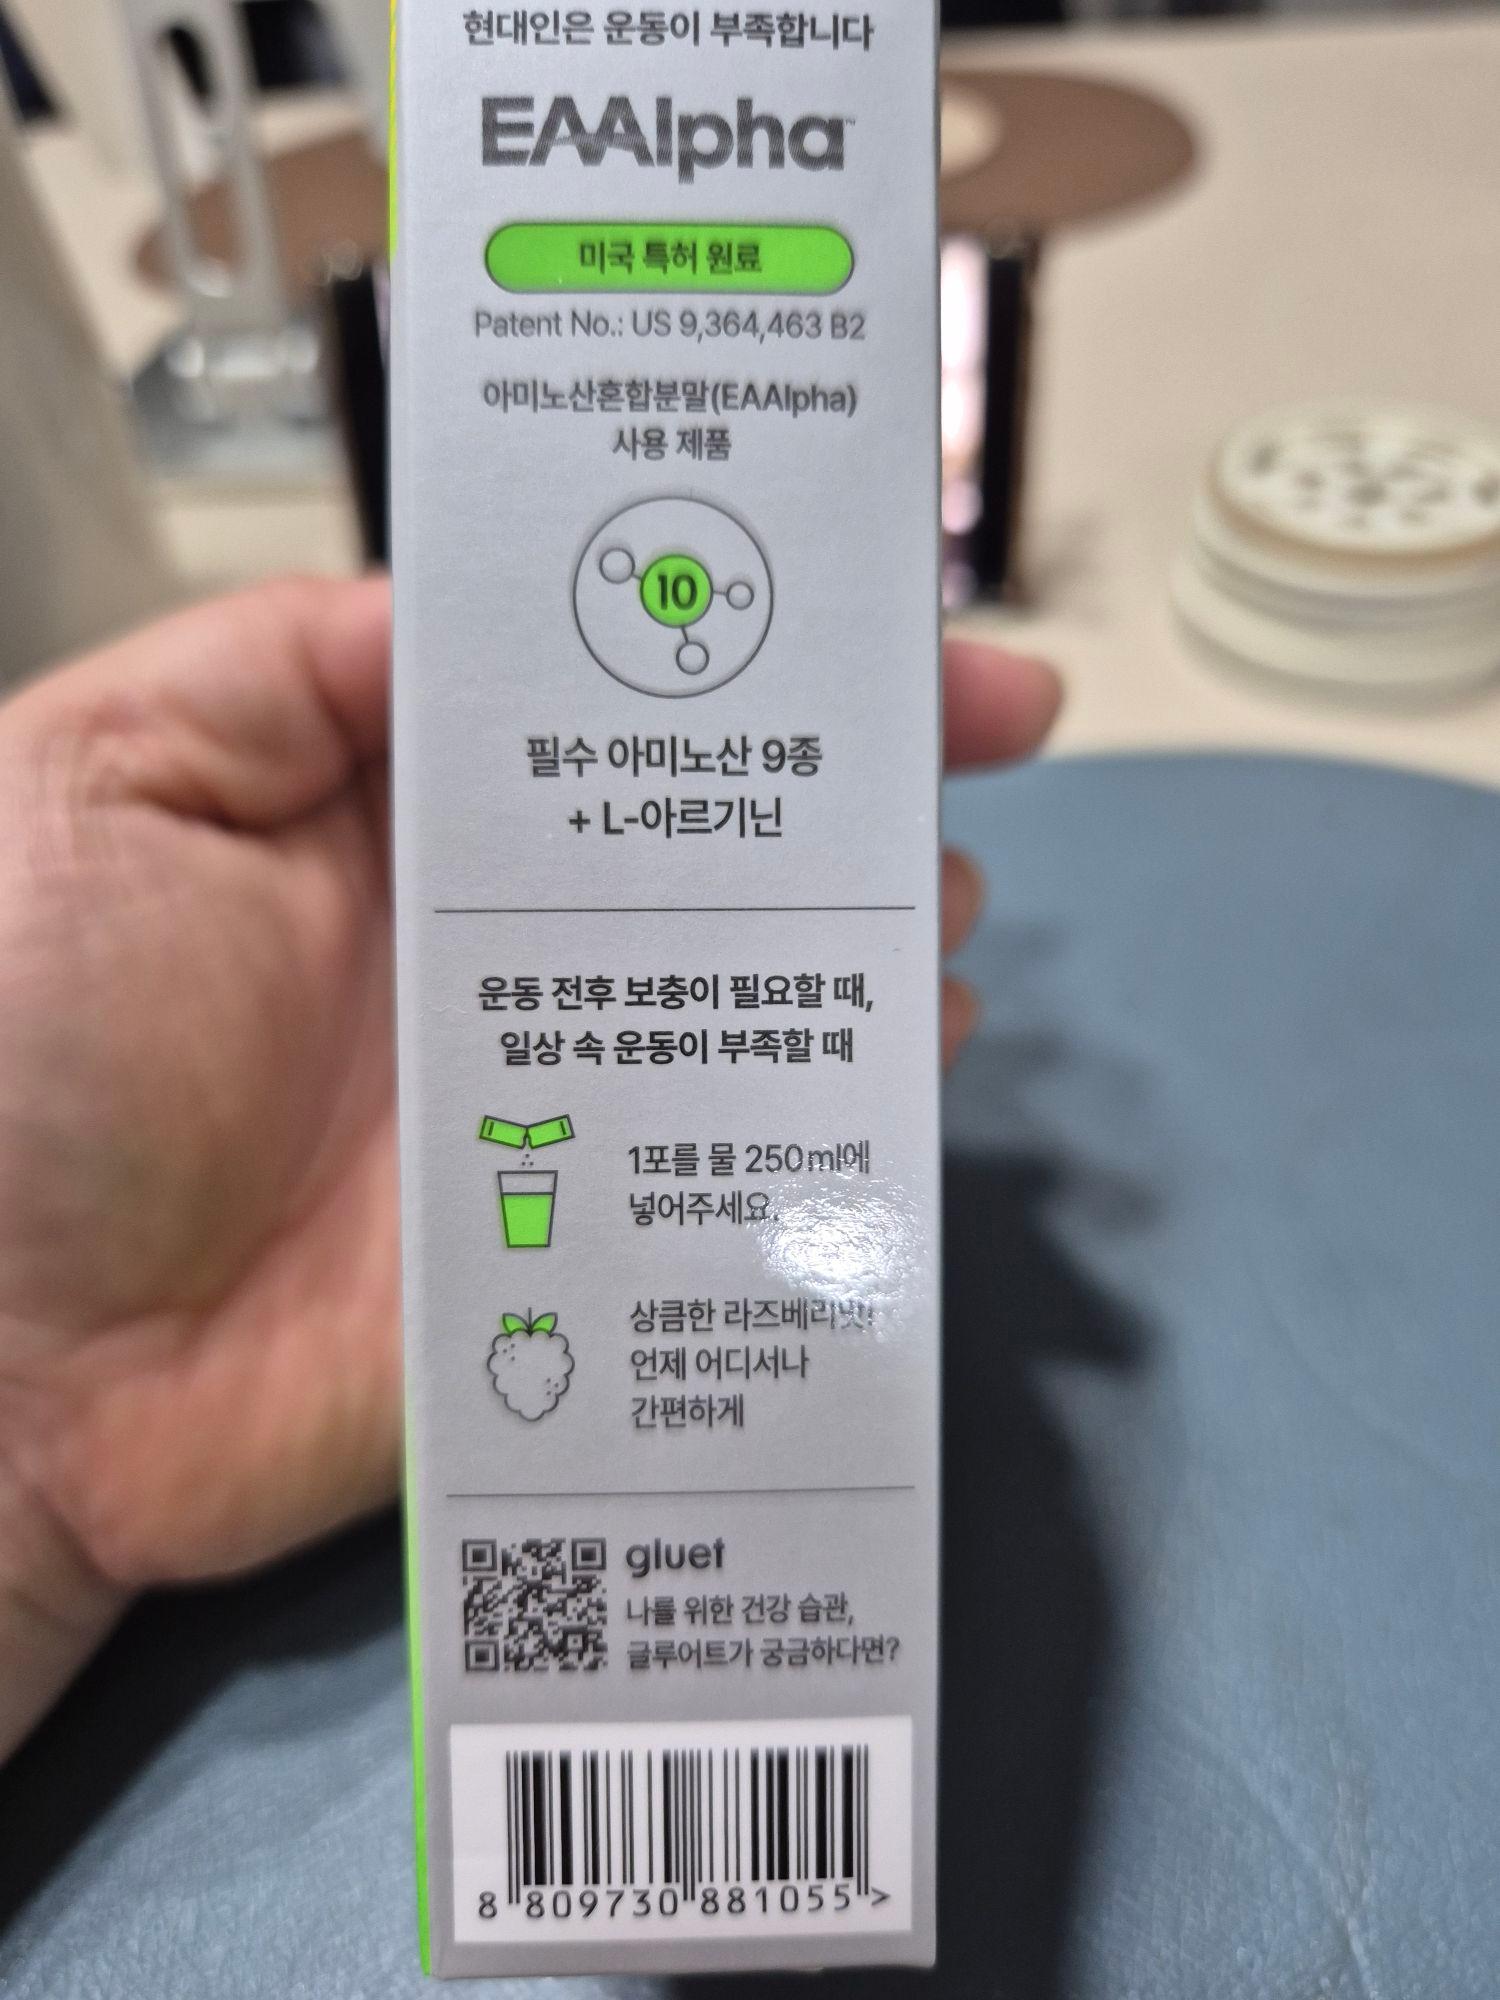 현대인은 운동이 부족합니다
EAAlpha™
미국 특허 원료
Patent No.: US 9,364,463 B2
아미노산혼합분말(EAAlpha)
사용 제품
10
필수 아미노산 9종
+ L-아르기닌
운동 전후 보충이 필요할 때,
일상 속 운동이 부족할 때
1포를 물 250ml에
넣어주세요.
상큼한 라즈베리맛!
언제 어디서나
간편하게
gluet
나를 위한 건강 습관,
글루어트가 궁금하다면?
8 809730 881055 >